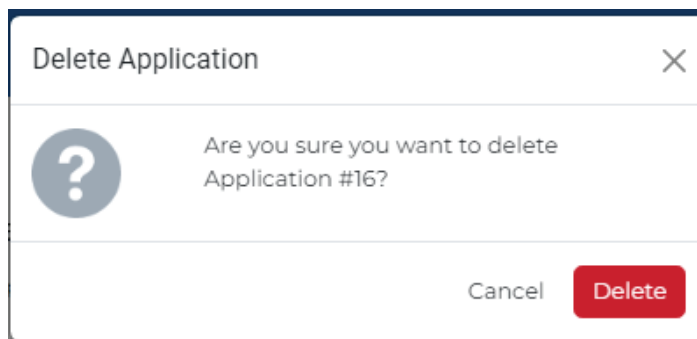 Delete Application
Are you sure you want to delete
Application #16?
Cancel
Delete